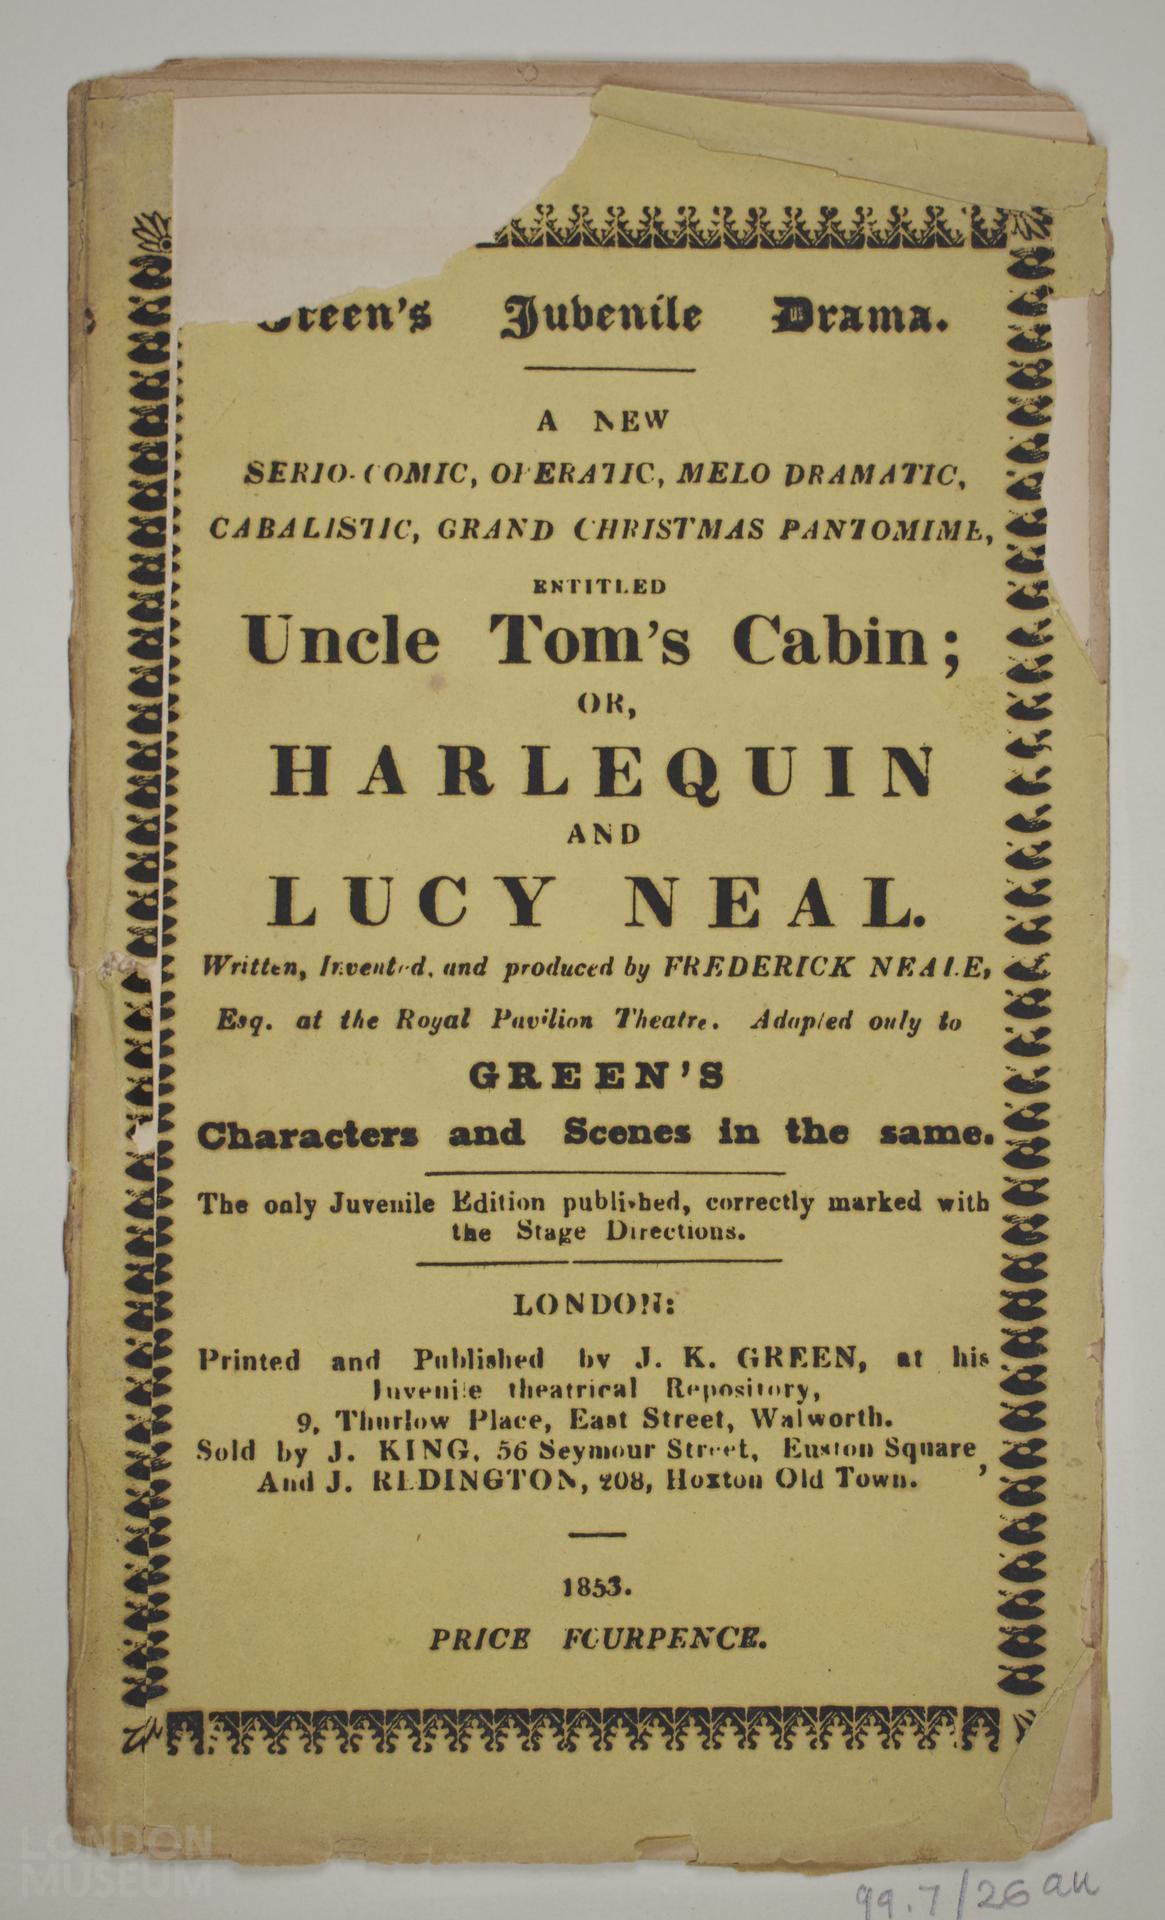 Green's Juvenile Drama.
A NEW
SERIO-COMIC, OPERATIC, MELO DRAMATIC,
CABALISTIC, GRAND CHRISTMAS PANTOMIME,
ENTITLED
Uncle Tom's Cabin;
OR,
HARLEQUIN
AND
LUCY NEAL.
Written, Invented, and produced by FREDERICK NEALE,
Esq. at the Royal Pavilion Theatre. Adapted only to
GREEN'S
Characters and Scenes in the same.
The only Juvenile Edition published, correctly marked with
the Stage Directions.
LONDON:
Printed and Published by J. K. GREEN, at his
Juvenile theatrical Repository,
9, Thurlow Place, East Street, Walworth.
Sold by J. KING, 56 Seymour Street, Euston Square,
And J. REDINGTON, 208, Hoxton Old Town.
1853.
PRICE FOURPENCE.
LONDON
MUSEUM
99.7/26 au